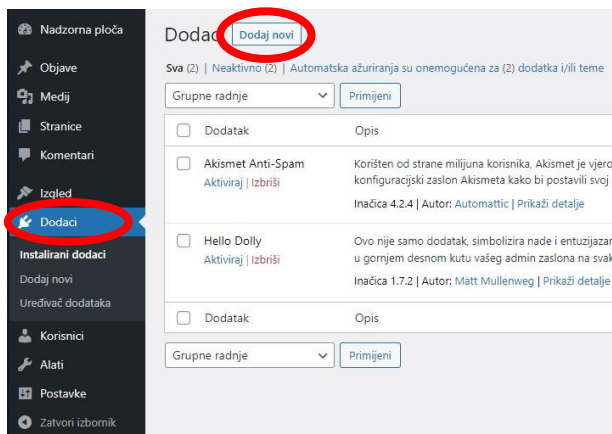 Nadzorna ploča
Objave
Medij
Stranice
Komentari
Izgled
Dodaci
Instalirani dodaci
Dodaj novi
Uređivač dodataka
Korisnici
Alati
Postavke
Zatvori izbornik
Dodaci Dodaj novi
Sva (2) | Neaktivno (2) | Automatska ažuriranja su onemogućena za (2) dodatka i/ili teme
Grupne radnje Primijeni
Dodatak Opis
Akismet Anti-Spam
Aktiviraj | Izbriši
Korišten od strane milijuna korisnika, Akismet je
konfiguracijski zaslon Akismeta kako bi postavili svoj
Inačica 4.2.4 | Autor: Automattic | Prikaži detalje
Hello Dolly
Aktiviraj | Izbriši
Ovo nije samo dodatak, simbolizira nade i
u gornjem desnom kutu vašeg admin zaslona na
Inačica 1.7.2 | Autor: Matt Mullenweg | Prikaži detalje
Dodatak Opis
Grupne radnje Primijeni